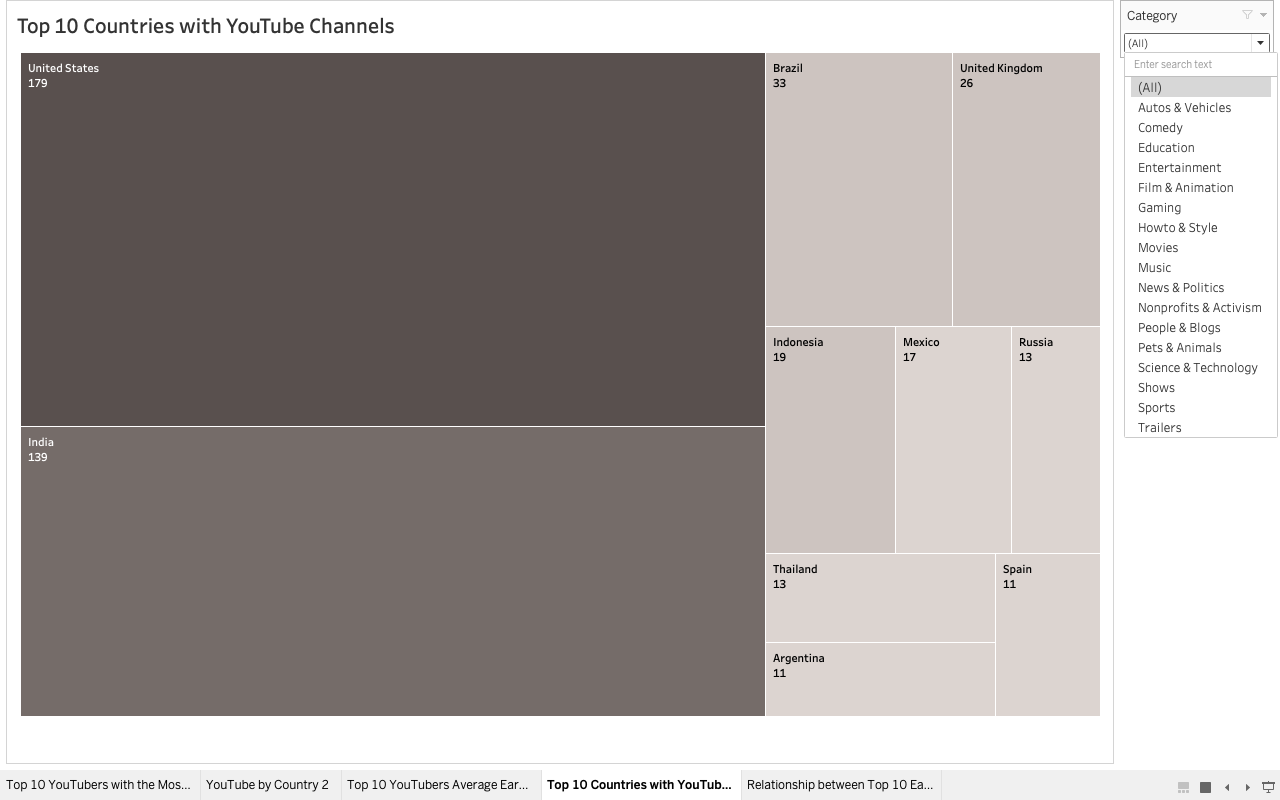 Top 10 Countries with YouTube Channels
United States
179
India
139
Brazil
33
United Kingdom
26
Indonesia
19
Mexico
17
Russia
13
Thailand
13
Argentina
11
Spain
11
Category
(All)
Enter search text
(All)
Autos & Vehicles
Comedy
Education
Entertainment
Film & Animation
Gaming
Howto & Style
Movies
Music
News & Politics
Nonprofits & Activism
People & Blogs
Pets & Animals
Science & Technology
Shows
Sports
Trailers
Top 10 YouTubers with the Mos...
YouTube by Country 2
Top 10 YouTubers Average Ear...
Top 10 Countries with YouTub...
Relationship between Top 10 Ea...